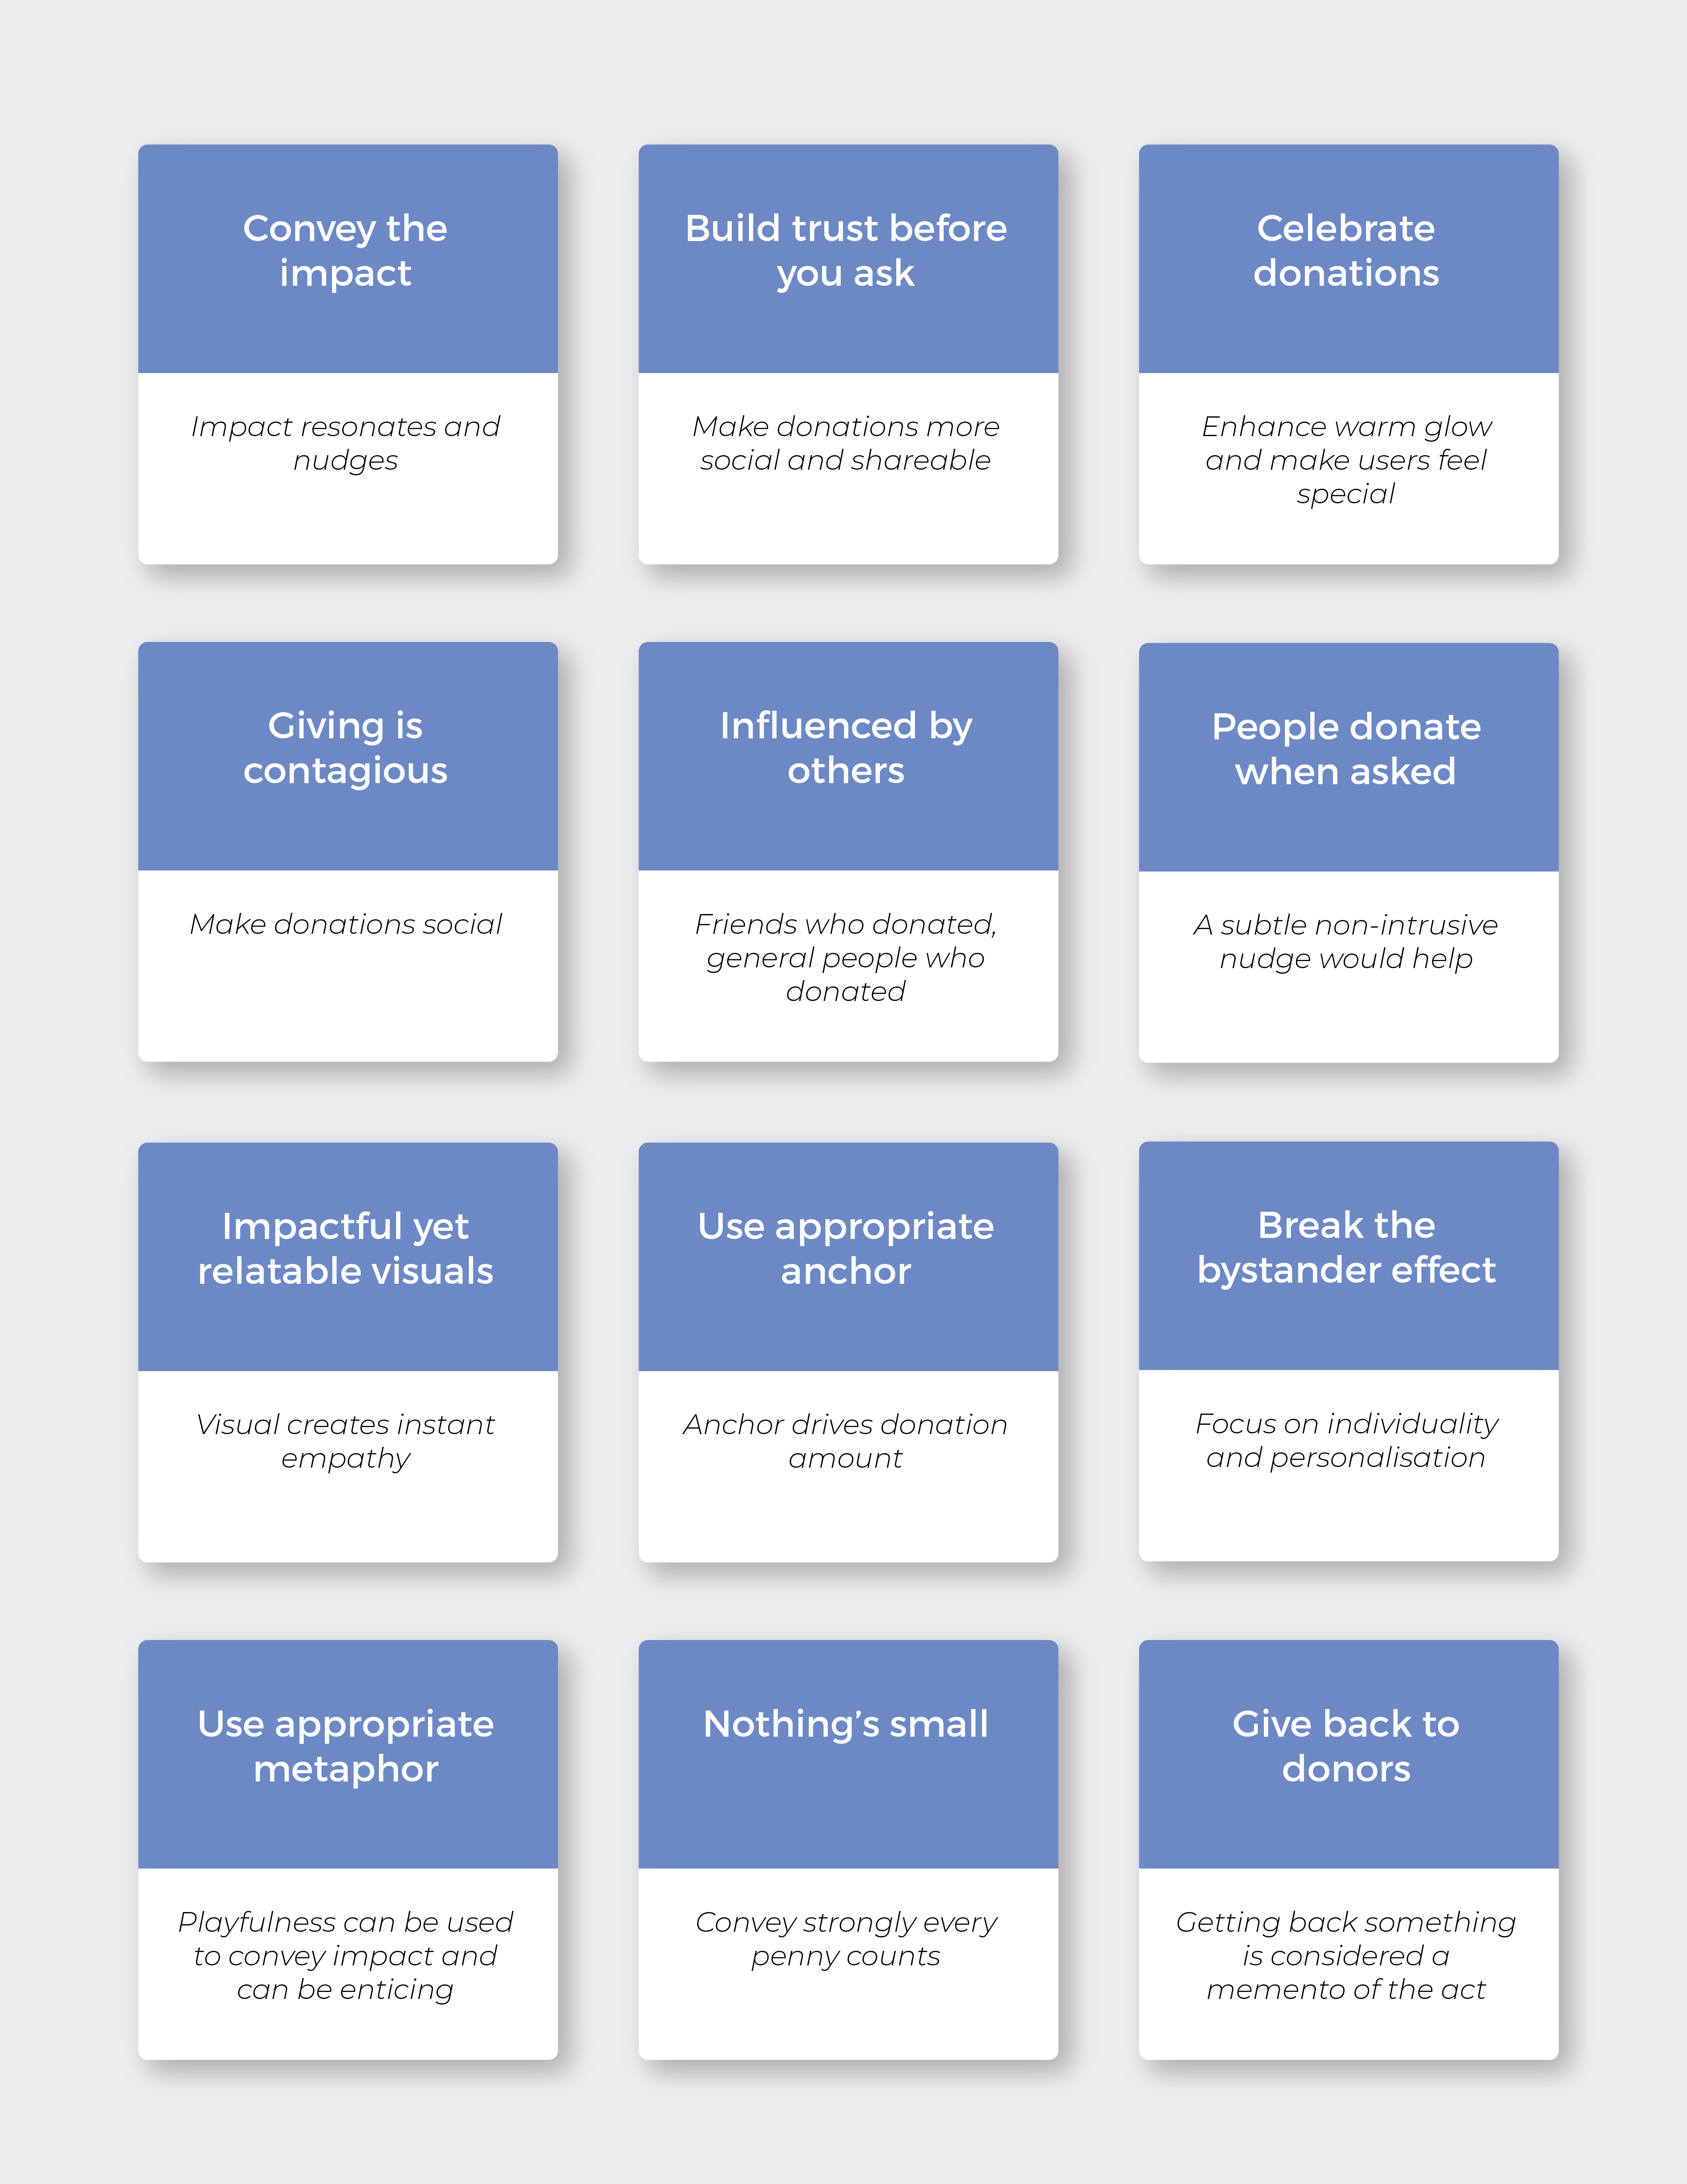 Convey the
impact
Impact resonates and
nudges
Build trust before
you ask
Make donations more
social and shareable
Celebrate
donations
Enhance warm glow
and make users feel
special
Giving is
contagious
Make donations social
Influenced by
others
Friends who donated,
general people who
donated
People donate
when asked
A subtle non-intrusive
nudge would help
Impactful yet
relatable visuals
Visual creates instant
empathy
Use appropriate
anchor
Anchor drives donation
amount
Break the
bystander effect
Focus on individuality
and personalisation
Use appropriate
metaphor
Playfulness can be used
to convey impact and
can be enticing
Nothing’s small
Convey strongly every
penny counts
Give back to
donors
Getting back something
is considered a
memento of the act